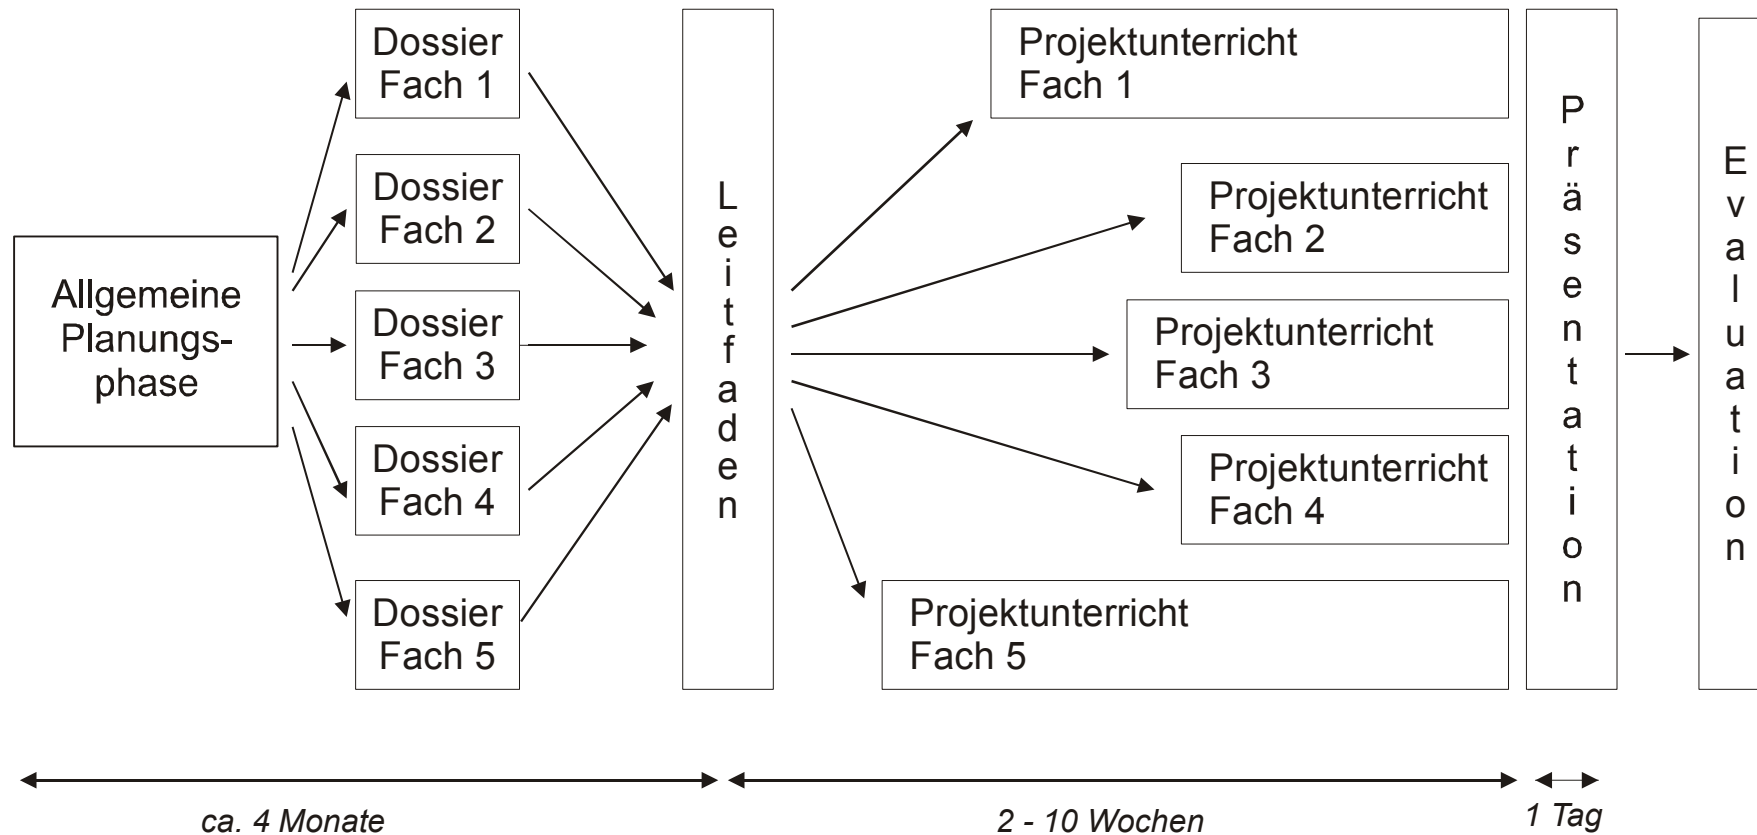 Allgemeine
Planungs-
phase
Dossier
Fach 1
Dossier
Fach 2
Dossier
Fach 3
Dossier
Fach 4
Dossier
Fach 5
Leitfaden
Projektunterricht
Fach 1
Projektunterricht
Fach 2
Projektunterricht
Fach 3
Projektunterricht
Fach 4
Projektunterricht
Fach 5
Präsentation
Evaluation
ca. 4 Monate
2 - 10 Wochen
1 Tag